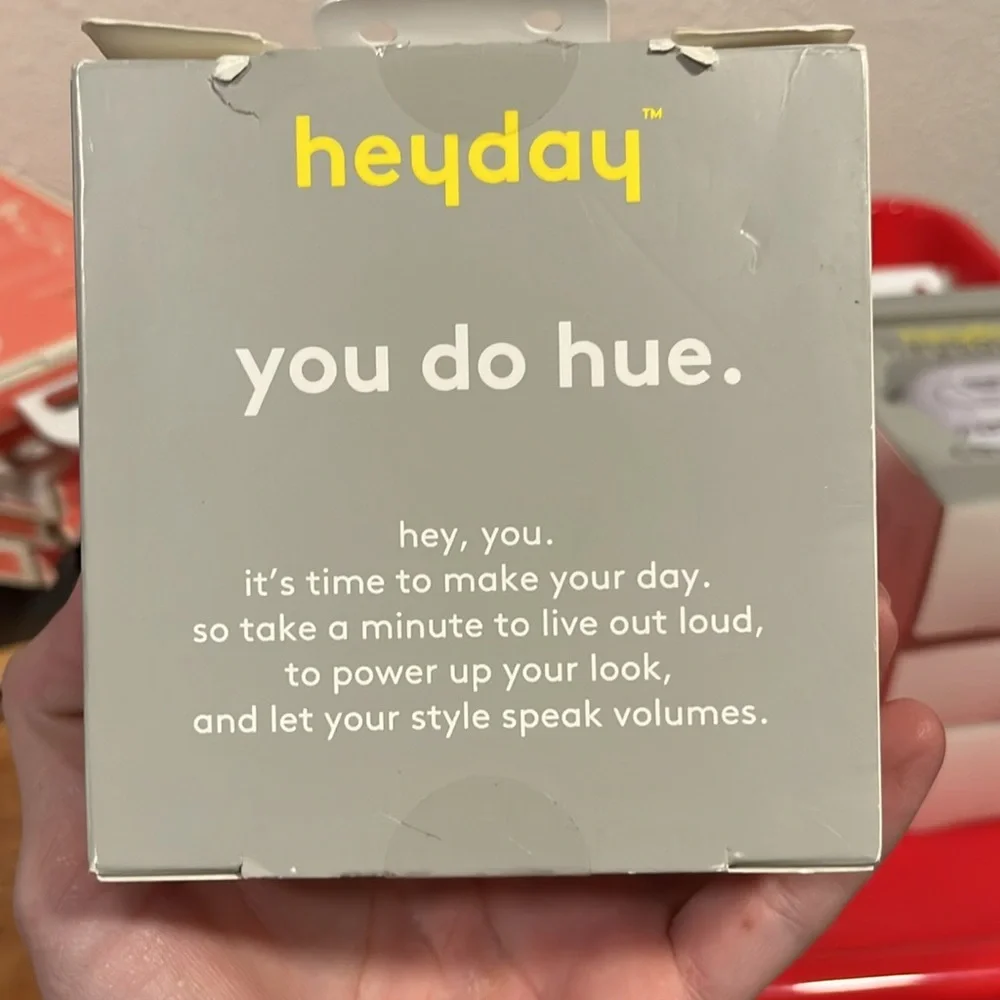 heyday™
you do hue.
hey, you.
it's time to make your day.
so take a minute to live out loud,
to power up your look,
and let your style speak volumes.